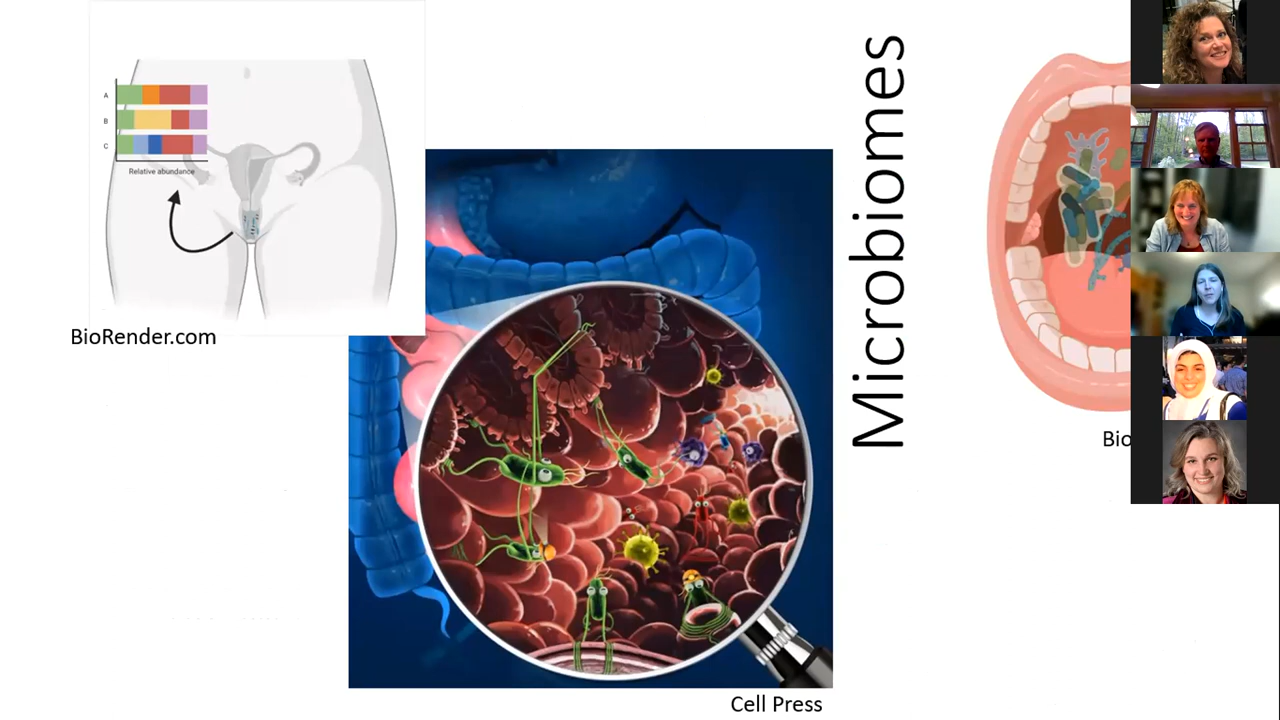 A
B
C
Relative abundance
BioRender.com
Microbiomes
Bio
Cell Press